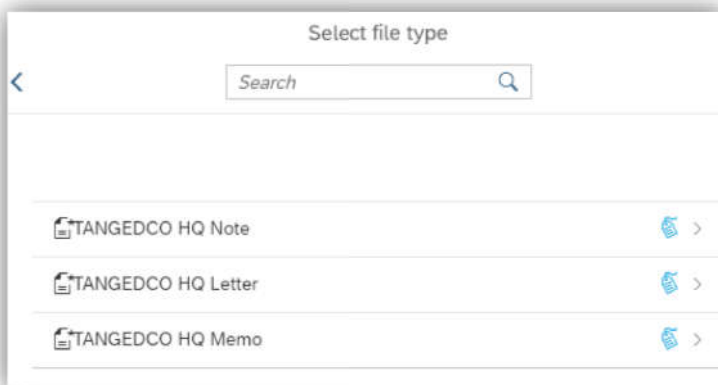 Select file type
Search
TANGEDCO HQ Note
TANGEDCO HQ Letter
TANGEDCO HQ Memo